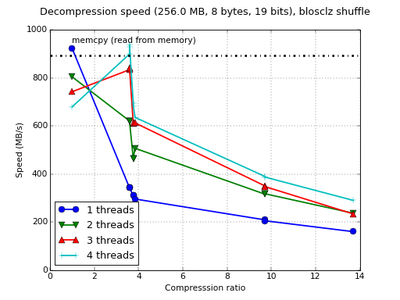 Decompression speed (256.0 MB, 8 bytes, 19 bits), blosclz shuffle
memcpy (read from memory)
1000
800
600
400
200
0
Speed (MB/s)
1 threads
2 threads
3 threads
4 threads
0 2 4 6 8 10 12 14
Compresssion ratio